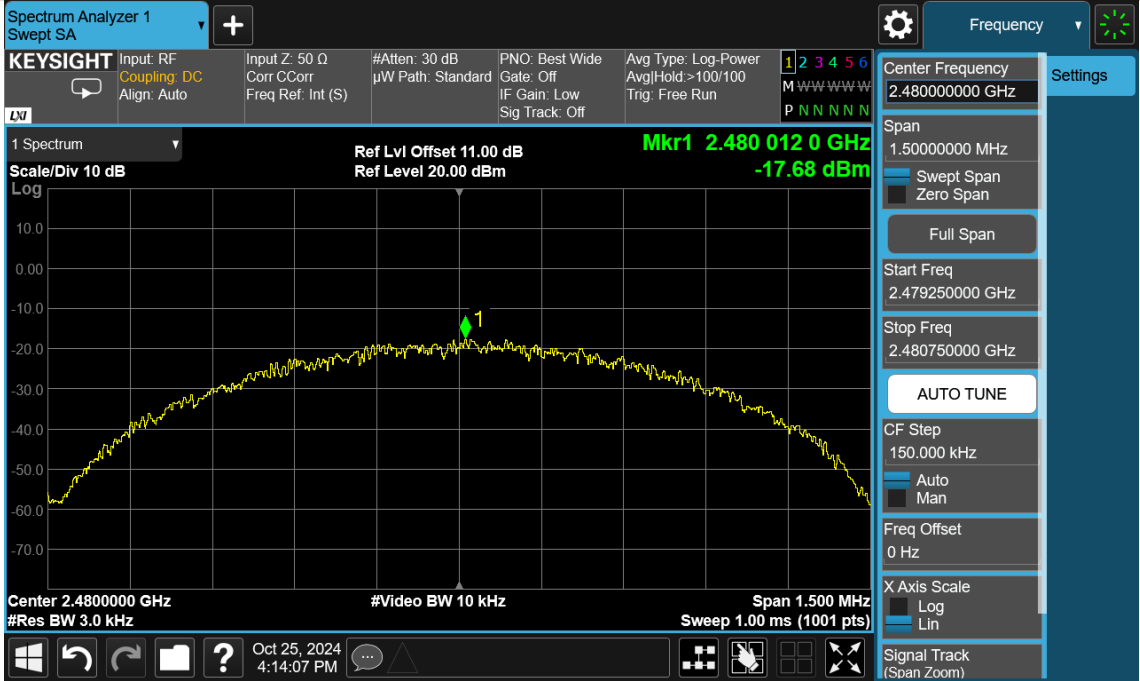 Spectrum Analyzer 1
Swept SA
Frequency
KEYSIGHT
LXI
Input: RF
Coupling: DC
Align: Auto
Input Z: 50 Ω
Corr CCorr
Freq Ref: Int (S)
#Atten: 30 dB
µW Path: Standard
PNO: Best Wide
Gate: Off
IF Gain: Low
Sig Track: Off
Avg Type: Log-Power
Avg|Hold:>100/100
Trig: Free Run
1 2 3 4 5 6
M W W W W W
P N N N N N
1 Spectrum
Scale/Div 10 dB
Log
Ref Lvl Offset 11.00 dB
Ref Level 20.00 dBm
Mkr1 2.480 012 0 GHz
-17.68 dBm
10.0
0.00
-10.0
-20.0
-30.0
-40.0
-50.0
-60.0
-70.0
1
Center 2.4800000 GHz
#Res BW 3.0 kHz
#Video BW 10 kHz
Span 1.500 MHz
Sweep 1.00 ms (1001 pts)
Center Frequency
2.480000000 GHz
Settings
Span
1.50000000 MHz
Swept Span
Zero Span
Full Span
Start Freq
2.479250000 GHz
Stop Freq
2.480750000 GHz
AUTO TUNE
CF Step
150.000 kHz
Auto
Man
Freq Offset
0 Hz
X Axis Scale
Log
Lin
Signal Track
(Span Zoom)
?
Oct 25, 2024
4:14:07 PM